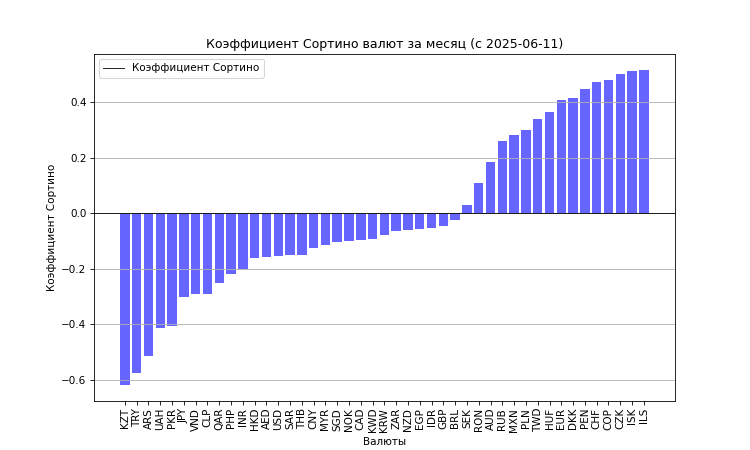 Коэффициент Сортино валют за месяц (с 2025-06-11)
Коэффициент Сортино
Коэффициент Сортино
0.4
0.2
0.0
−0.2
−0.4
−0.6
KZT TRY ARS UAH PKR JPY VND CLP QAR PHP INR HKD AED USD SAR THB CNY MYR SGD NOK CAD KWD KRW ZAR NZD EGP IDR GBP BRL SEK RON AUD RUB MXN PLN TWD HUF EUR DKK PEN CHF COP CZK ISK ILS
Валюты